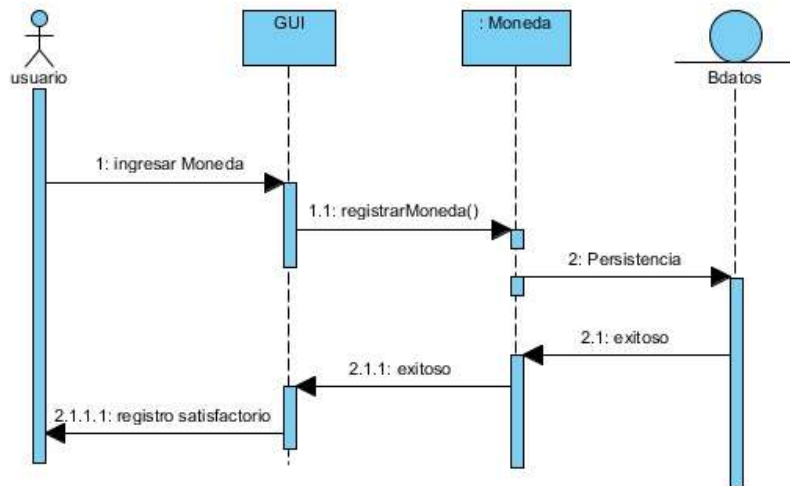 GUI
: Moneda
usuario
Bdatos
1: ingresar Moneda
1.1: registrarMoneda()
2: Persistencia
2.1: exitoso
2.1.1: exitoso
2.1.1.1: registro satisfactorio